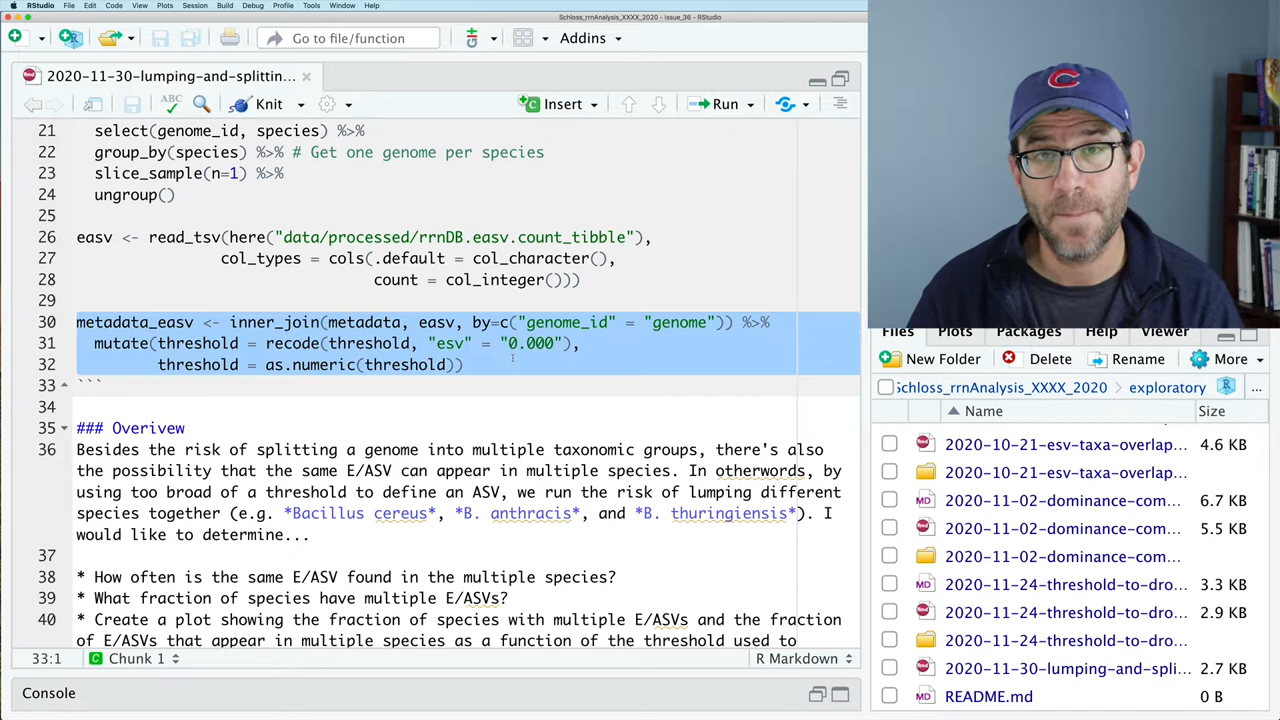 RStudio File Edit Code View Plots Session Build Debug Profile Tools Window Help
Schloss_rrnAnalysis_XXXX_2020 - issue_36 - RStudio
Go to file/function Addins
2020-11-30-lumping-and-splittin...
ABC Knit Insert Run
21 select(genome_id, species) %>%
22 group_by(species) %>% # Get one genome per species
23 slice_sample(n=1) %>%
24 ungroup()
25
26 easv <- read_tsv(here("data/processed/rrnDB.easv.count_tibble"),
27 col_types = cols(.default = col_character(),
28 count = col_integer()))
29
30 metadata_easv <- inner_join(metadata, easv, by=c("genome_id" = "genome")) %>%
31 mutate(threshold = recode(threshold, "esv" = "0.000"),
32 threshold = as.numeric(threshold))
33 ```
34
35 ### Overivew
36 Besides the risk of splitting a genome into multiple taxonomic groups, there's also
the possibility that the same E/ASV can appear in multiple species. In otherwords, by
using too broad of a threshold to define an ASV, we run the risk of lumping different
species together (e.g. *Bacillus cereus*, *B. anthracis*, and *B. thuringiensis*). I
would like to determine...
37
38 * How often is the same E/ASV found in the multiple species?
39 * What fraction of species have multiple E/ASVs?
40 * Create a plot showing the fraction of species with multiple E/ASVs and the fraction
of E/ASVs that appear in multiple species as a function of the threshold used to
33:1 Chunk 1 R Markdown
Console
C
Files Plots Packages Help Viewer
New Folder Delete Rename More
Schloss_rrnAnalysis_XXXX_2020 exploratory ...
Name Size
2020-10-21-esv-taxa-overlap... 4.6 KB
2020-10-21-esv-taxa-overlap...
2020-11-02-dominance-com... 6.7 KB
2020-11-02-dominance-com... 5.5 KB
2020-11-02-dominance-com...
2020-11-24-threshold-to-dro... 3.3 KB
2020-11-24-threshold-to-dro... 2.9 KB
2020-11-24-threshold-to-dro...
2020-11-30-lumping-and-spli... 2.7 KB
README.md 0 B